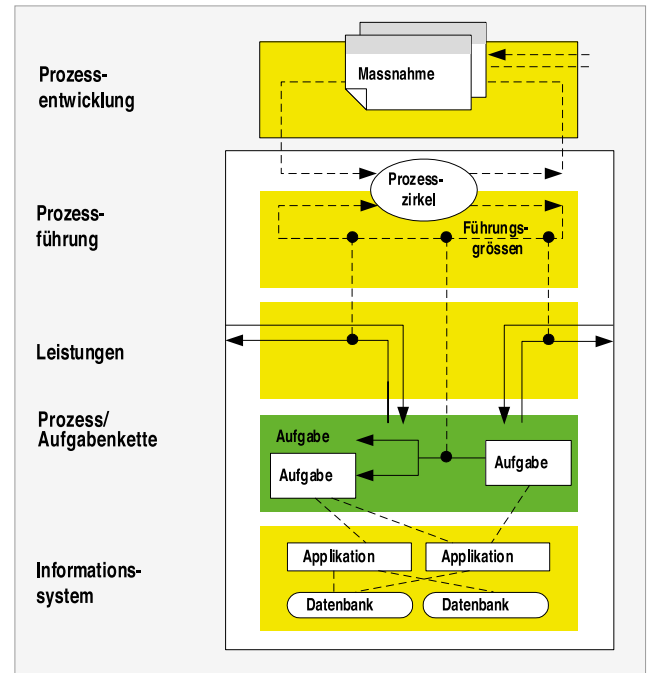 Prozess-
entwicklung
Massnahme
Prozess-
zirkel
Prozess-
führung
Führungs-
grössen
Leistungen
Prozess/
Aufgabenkette
Aufgabe
Aufgabe
Aufgabe
Informations-
system
Applikation
Applikation
Datenbank
Datenbank